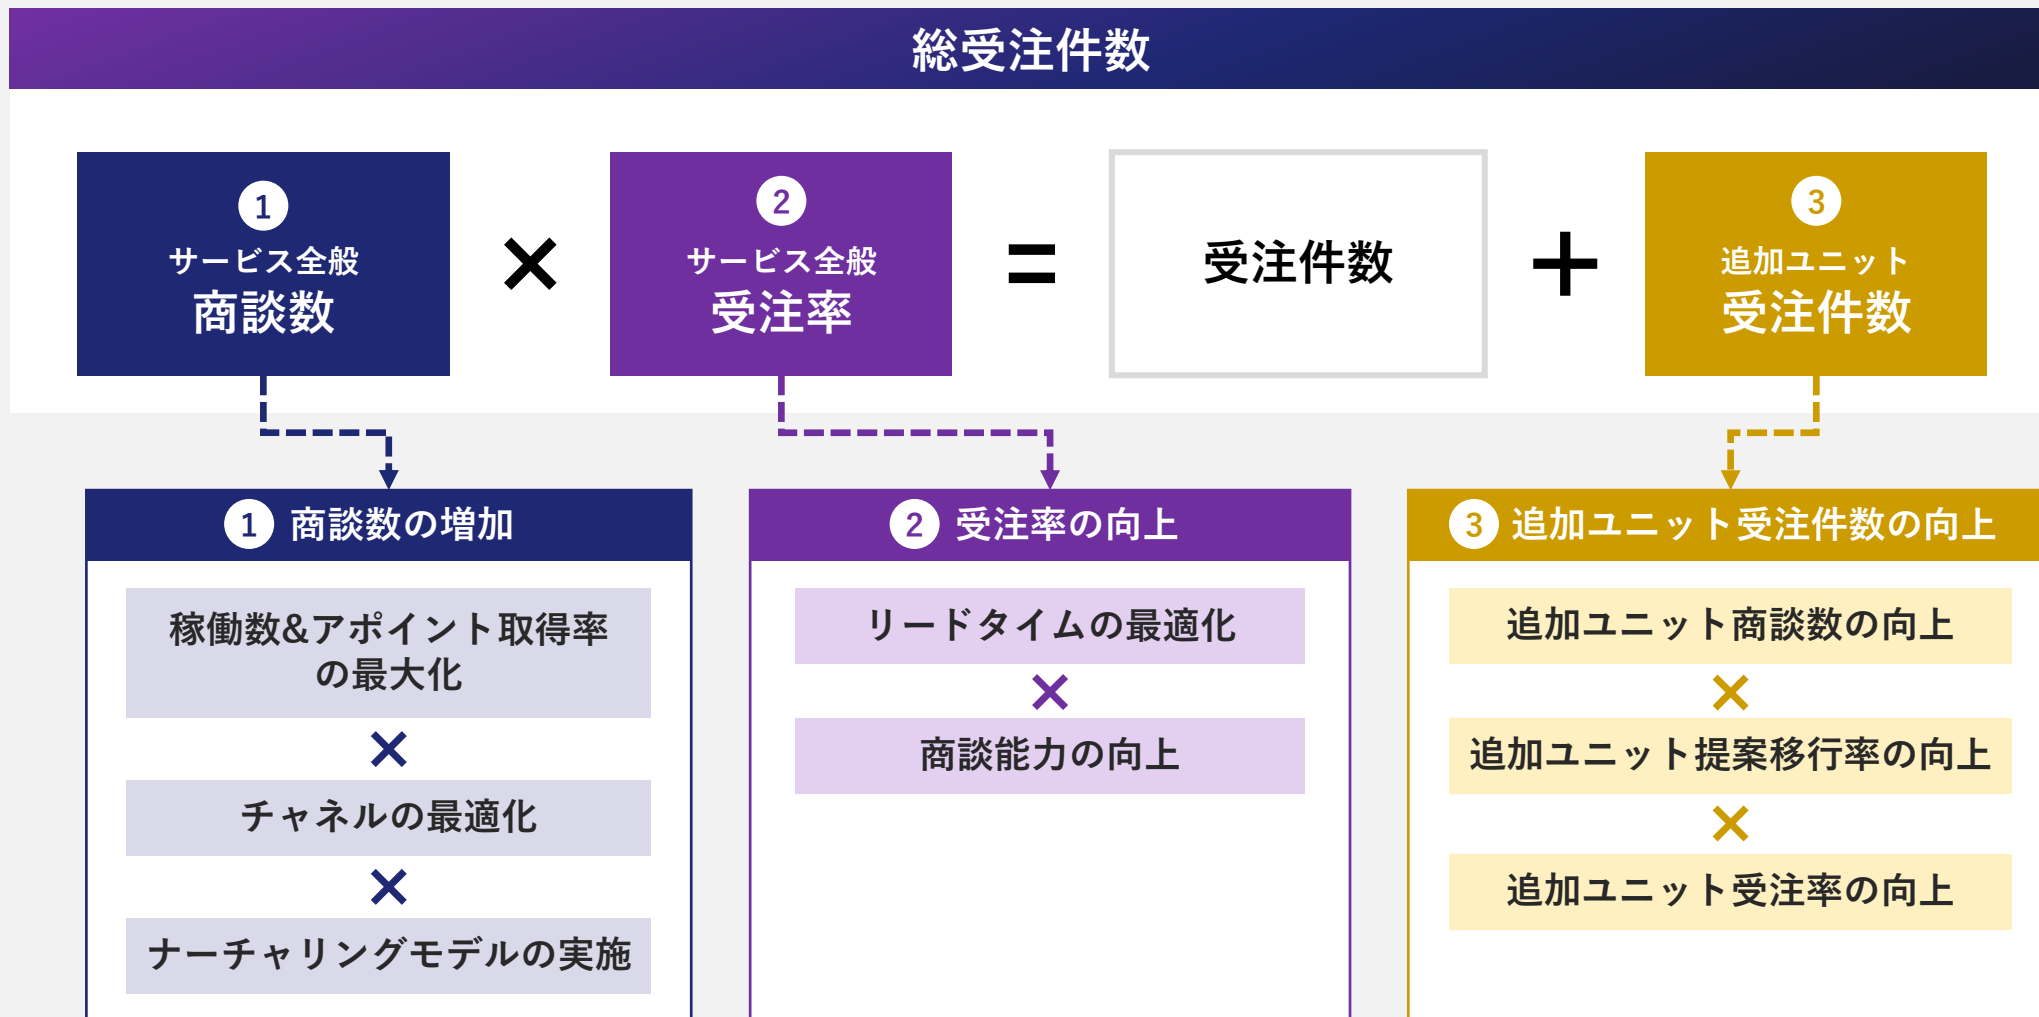 総受注件数
1
サービス全般
商談数
×
2
サービス全般
受注率
=
受注件数
+
3
追加ユニット
受注件数
1 商談数の増加
稼働数&アポイント取得率
の最大化
×
チャネルの最適化
×
ナーチャリングモデルの実施
2 受注率の向上
リードタイムの最適化
×
商談能力の向上
3 追加ユニット受注件数の向上
追加ユニット商談数の向上
×
追加ユニット提案移行率の向上
×
追加ユニット受注率の向上